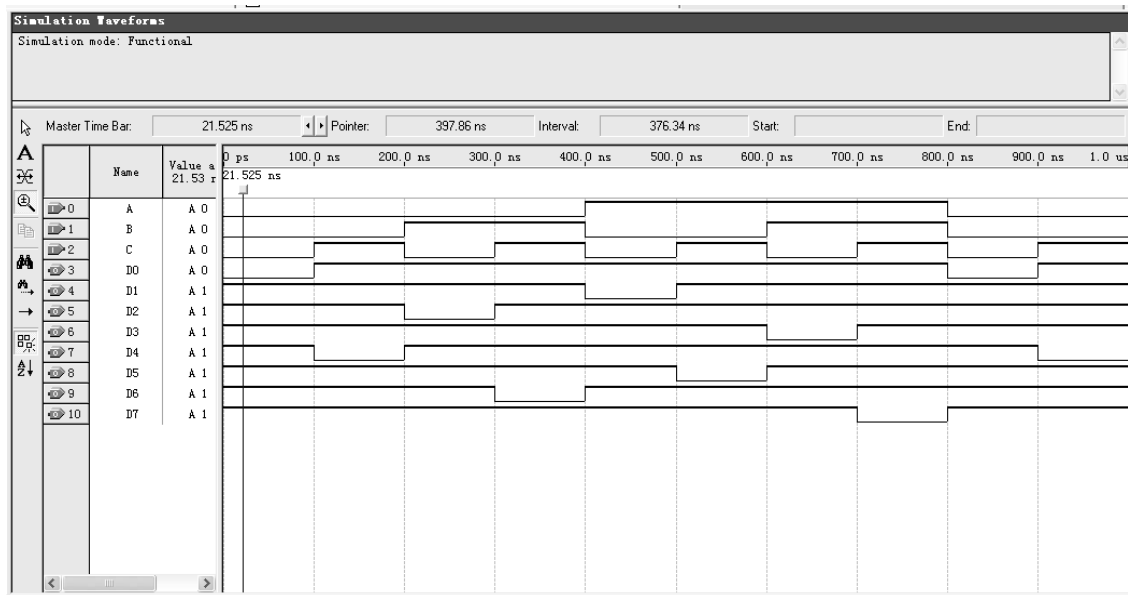 Simulation Waveforms
Simulation mode: Functional
Master Time Bar: 21.525 ns Pointer: 397.86 ns Interval: 376.34 ns Start: End:
Name Value a 21.53 r
0 ps 100.0 ns 200.0 ns 300.0 ns 400.0 ns 500.0 ns 600.0 ns 700.0 ns 800.0 ns 900.0 ns 1.0 us
21.525 ns
0 A A 0
1 B A 0
2 C A 0
3 D0 A 0
4 D1 A 1
5 D2 A 1
6 D3 A 1
7 D4 A 1
8 D5 A 1
9 D6 A 1
10 D7 A 1